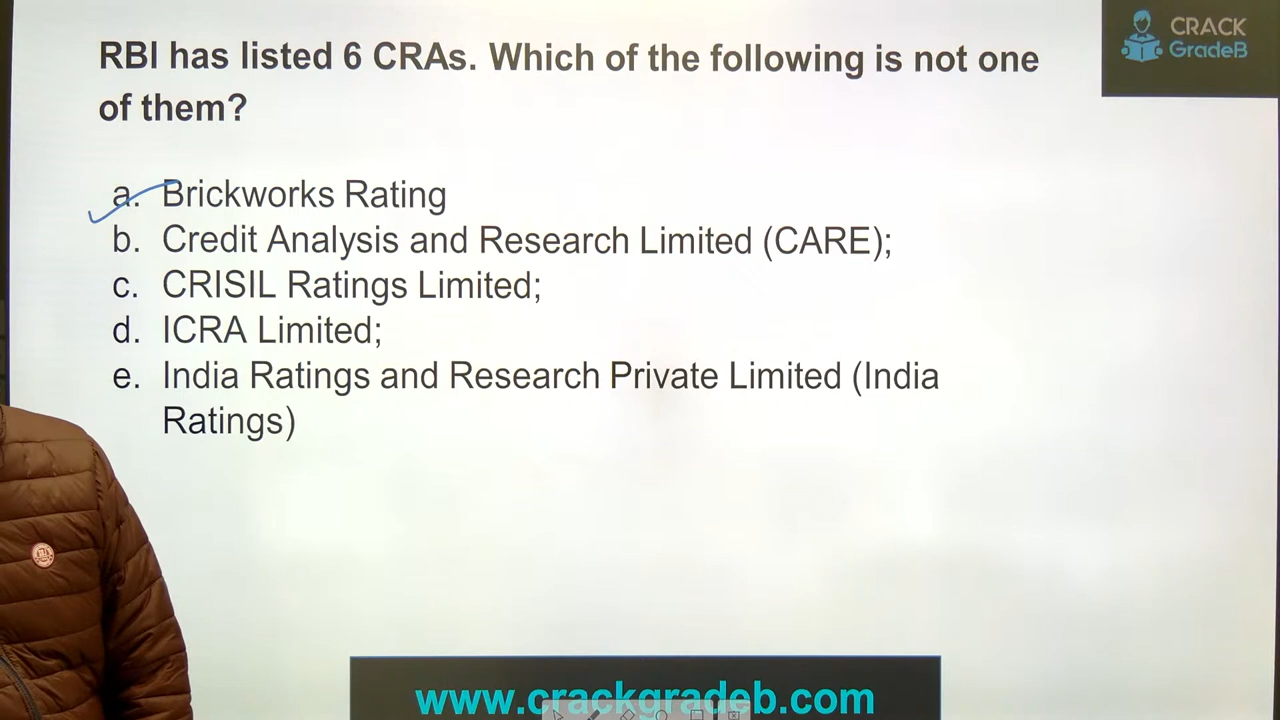 RBI has listed 6 CRAs. Which of the following is not one
of them?
CRACK
GradeB
a. Brickworks Rating
b. Credit Analysis and Research Limited (CARE);
c. CRISIL Ratings Limited;
d. ICRA Limited;
e. India Ratings and Research Private Limited (India
Ratings)
www.crackgradeb.com